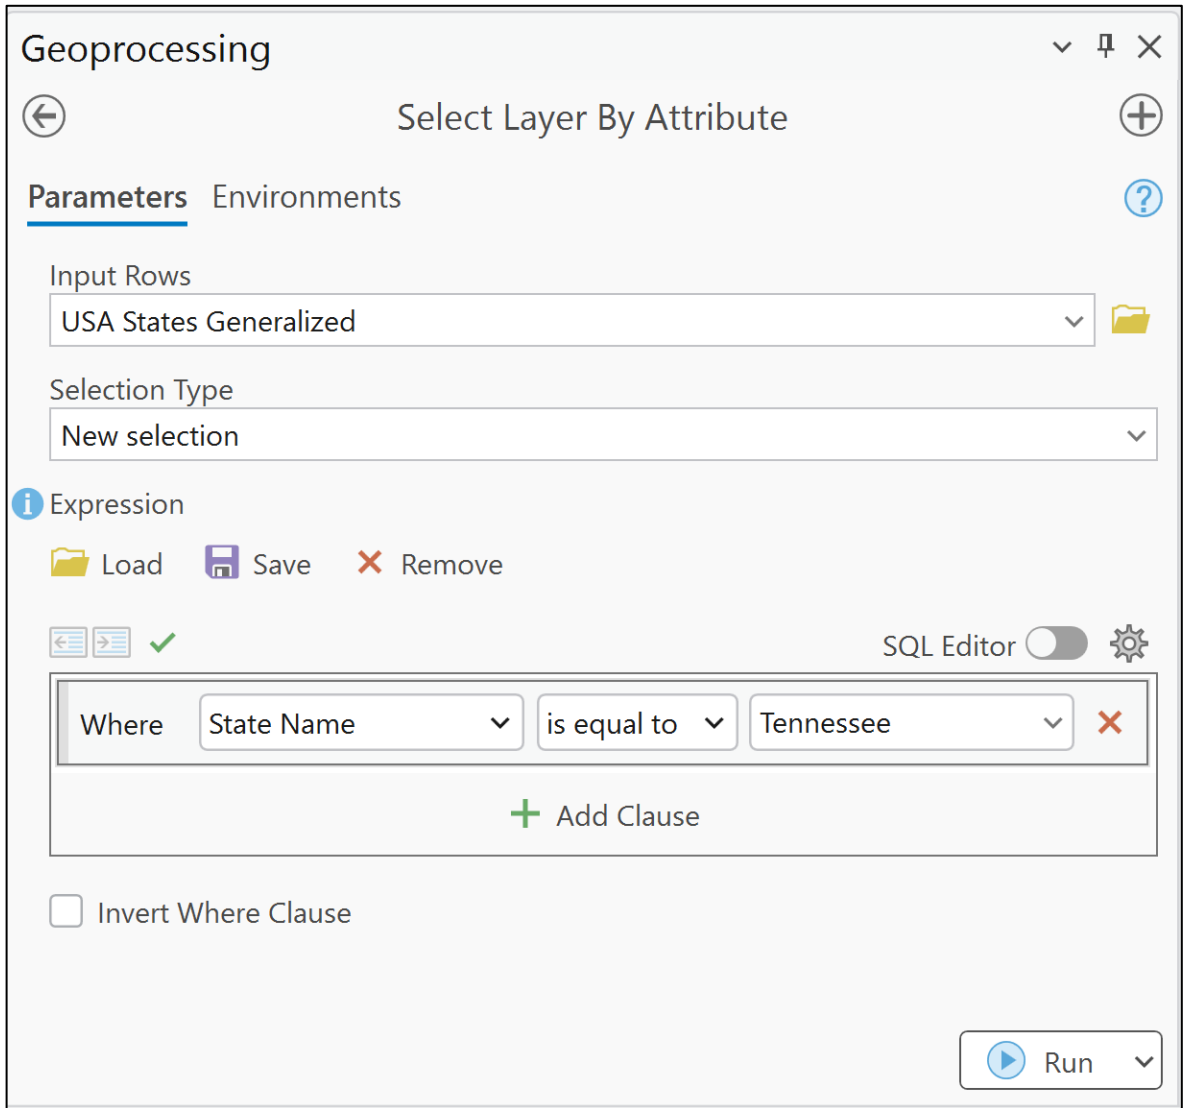 Geoprocessing
Select Layer By Attribute
Parameters Environments
Input Rows
USA States Generalized
Selection Type
New selection
Expression
Load Save Remove
SQL Editor
Where State Name is equal to Tennessee
Add Clause
Invert Where Clause
Run